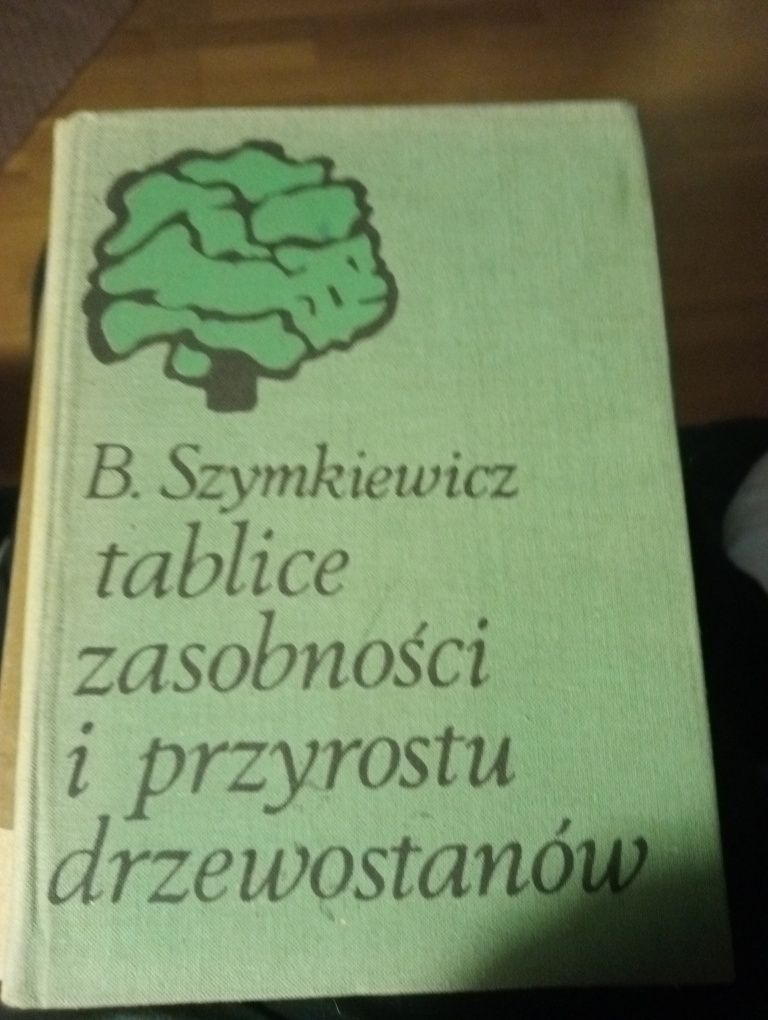 B. Szymkiewicz
tablice
zasobności
i przyrostu
drzewostanów